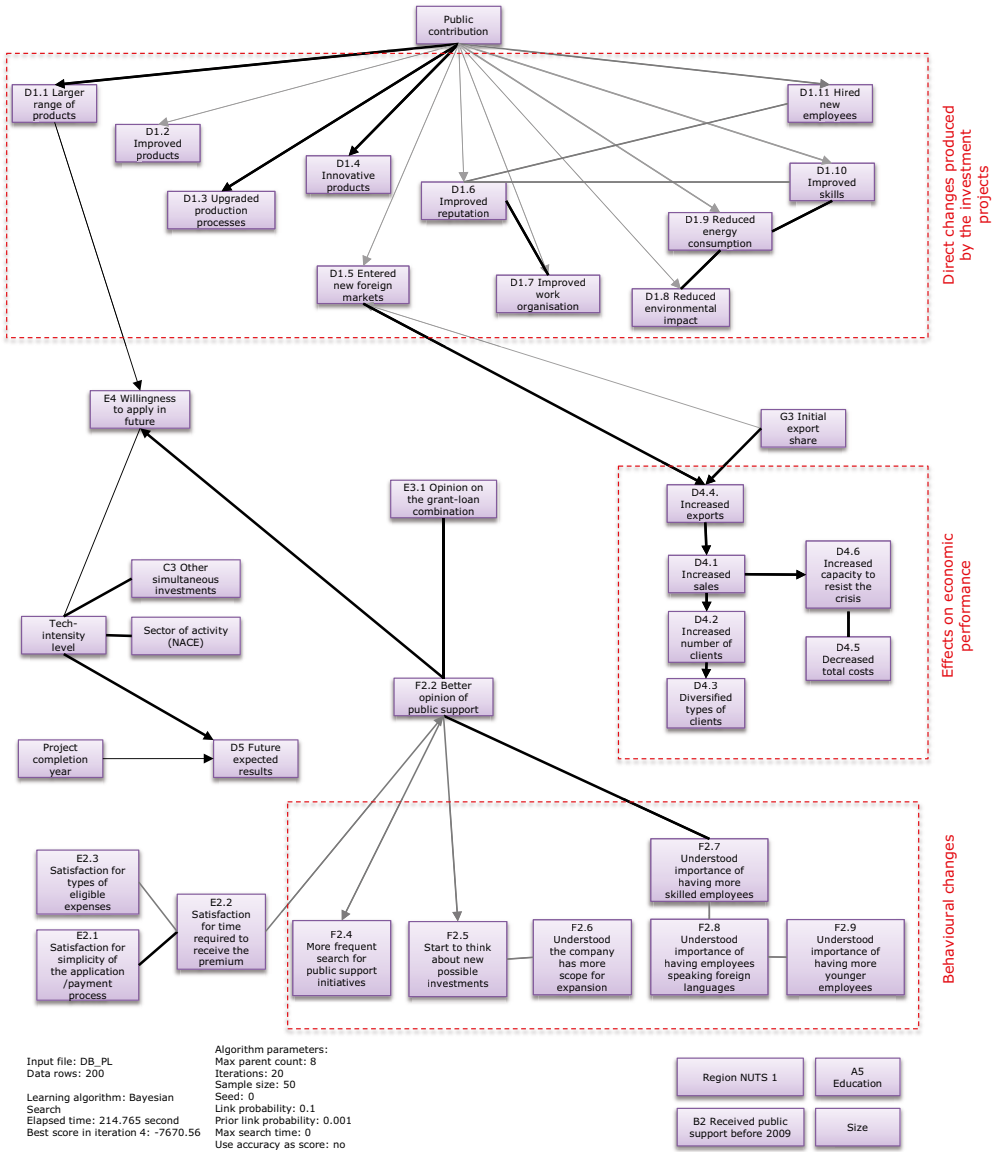 Public
contribution
D1.1 Larger
range of
products
D1.2
Improved
products
D1.3 Upgraded
production
processes
D1.4
Innovative
products
D1.5 Entered
new foreign
markets
D1.6
Improved
reputation
D1.7 Improved
work
organisation
D1.8 Reduced
environmental
impact
D1.9 Reduced
energy
consumption
D1.10
Improved
skills
D1.11 Hired
new
employees
Direct changes produced
by the investment
projects
E4 Willingness
to apply in
future
G3 Initial
export
share
E3.1 Opinion on
the grant-loan
combination
D4.4.
Increased
exports
D4.1
Increased
sales
D4.2
Increased
number of
clients
D4.3
Diversified
types of
clients
D4.6
Increased
capacity to
resist the
crisis
D4.5
Decreased
total costs
Effects on economic
performance
C3 Other
simultaneous
investments
Tech-
intensity
level
Sector of activity
(NACE)
F2.2 Better
opinion of
public support
Project
completion
year
D5 Future
expected
results
E2.3
Satisfaction for
types of
eligible
expenses
E2.1
Satisfaction for
simplicity of
the application
/payment
process
E2.2
Satisfaction
for time
required to
receive the
premium
F2.4
More frequent
search for
public support
initiatives
F2.5
Start to think
about new
possible
investments
F2.6
Understood
the company
has more
scope for
expansion
F2.7
Understood
importance of
having more
skilled employees
F2.8
Understood
importance of
having employees
speaking foreign
languages
F2.9
Understood
importance of
having more
younger
employees
Behavioural changes
Input file: DB_PL
Data rows: 200
Learning algorithm: Bayesian
Search
Elapsed time: 214.765 second
Best score in iteration 4: -7670.56
Algorithm parameters:
Max parent count: 8
Iterations: 20
Sample size: 50
Seed: 0
Link probability: 0.1
Prior link probability: 0.001
Max search time: 0
Use accuracy as score: no
Region NUTS 1
A5
Education
B2 Received public
support before 2009
Size